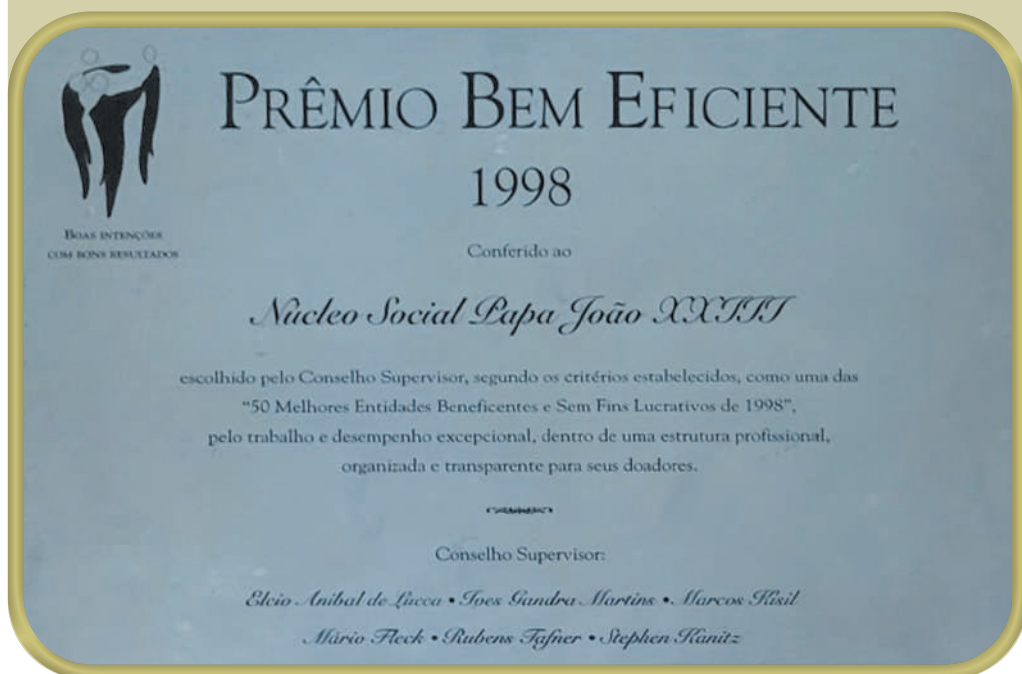 PRÊMIO BEM EFICIENTE
1998
BOAS INTENÇÕES
COM BONS RESULTADOS
Conferido ao
Núcleo Social Papa João XXIII
escolhido pelo Conselho Supervisor, segundo os critérios estabelecidos, como uma das
“50 Melhores Entidades Beneficentes e Sem Fins Lucrativos de 1998”,
pelo trabalho e desempenho excepcional, dentro de uma estrutura profissional,
organizada e transparente para seus doadores.
Conselho Supervisor:
Elcio Anibal de Lucca • Ives Gandra Martins • Marcos Kisil
Mário Fleck • Rubens Tafner • Stephen Kanitz